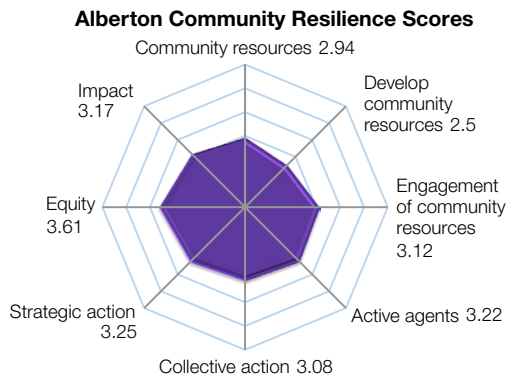 Alberton Community Resilience Scores
Community resources 2.94
Develop
community
resources 2.5
Engagement
of community
resources
3.12
Active agents 3.22
Collective action 3.08
Strategic action
3.25
Equity
3.61
Impact
3.17